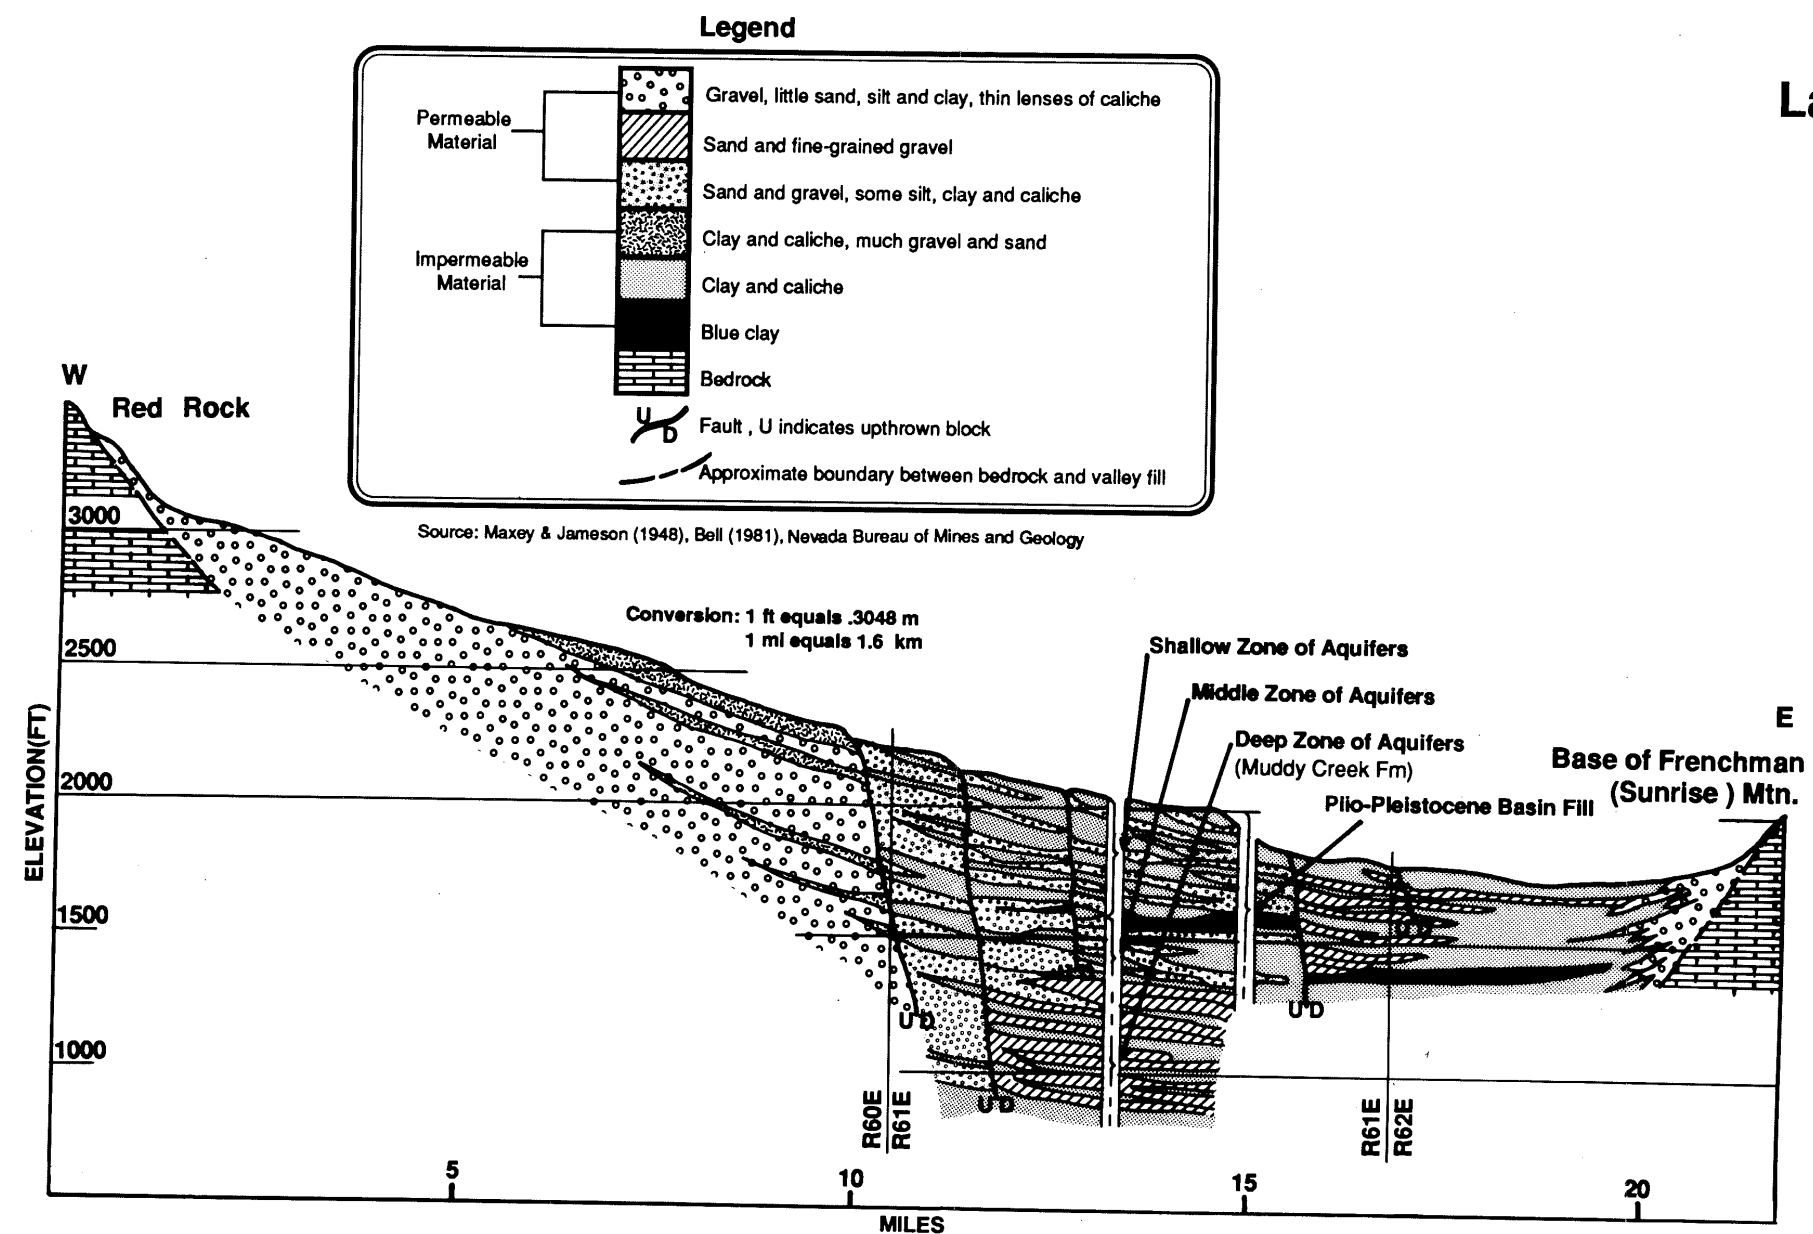 Legend
La
Permeable
Material
Gravel, little sand, silt and clay, thin lenses of caliche
Sand and fine-grained gravel
Sand and gravel, some silt, clay and caliche
Impermeable
Material
Clay and caliche, much gravel and sand
Clay and caliche
Blue clay
Bedrock
U
D
Fault , U indicates upthrown block
Approximate boundary between bedrock and valley fill
Source: Maxey & Jameson (1948), Bell (1981), Nevada Bureau of Mines and Geology
W
Red Rock
Conversion: 1 ft equals .3048 m
1 mi equals 1.6 km
Shallow Zone of Aquifers
Middle Zone of Aquifers
Deep Zone of Aquifers
(Muddy Creek Fm)
Plio-Pleistocene Basin Fill
E
Base of Frenchman
(Sunrise ) Mtn.
ELEVATION(FT)
3000
2500
2000
1500
1000
U D
U D
U D
R60E
R61E
R61E
R62E
5
10
15
20
MILES